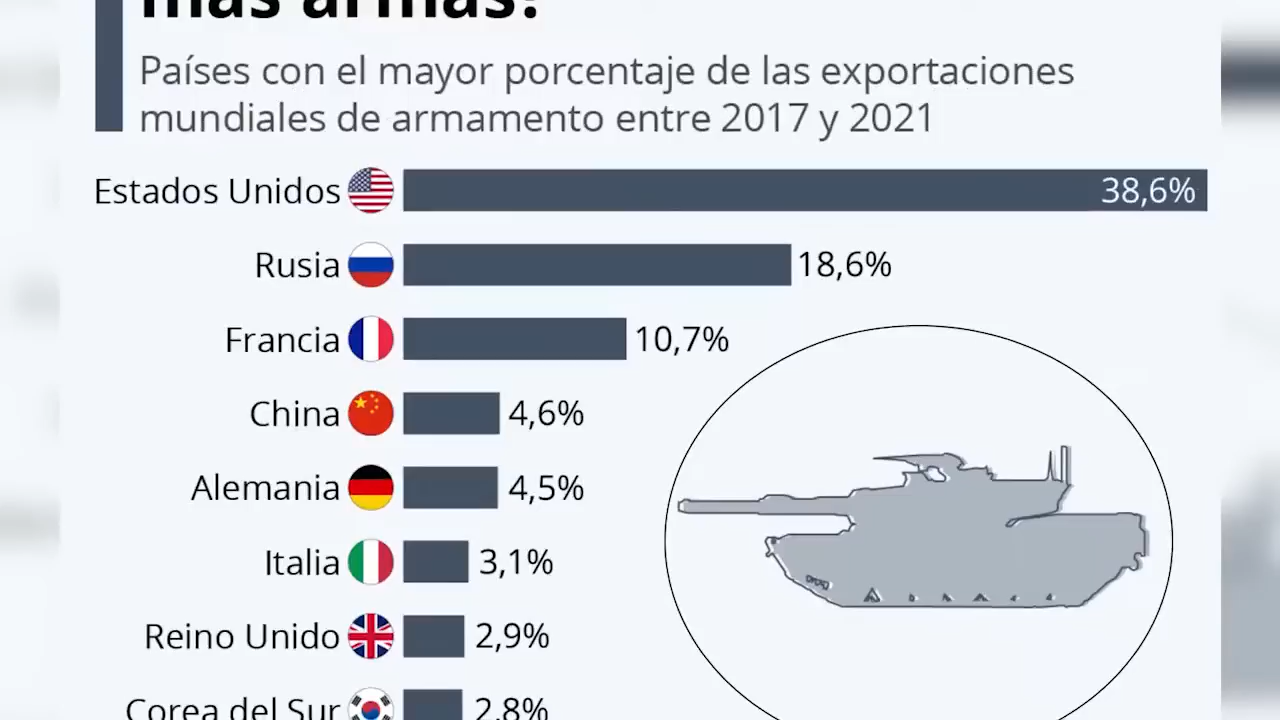 más armas?
Países con el mayor porcentaje de las exportaciones
mundiales de armamento entre 2017 y 2021
Estados Unidos 38,6%
Rusia 18,6%
Francia 10,7%
China 4,6%
Alemania 4,5%
Italia 3,1%
Reino Unido 2,9%
Corea del Sur 2,8%